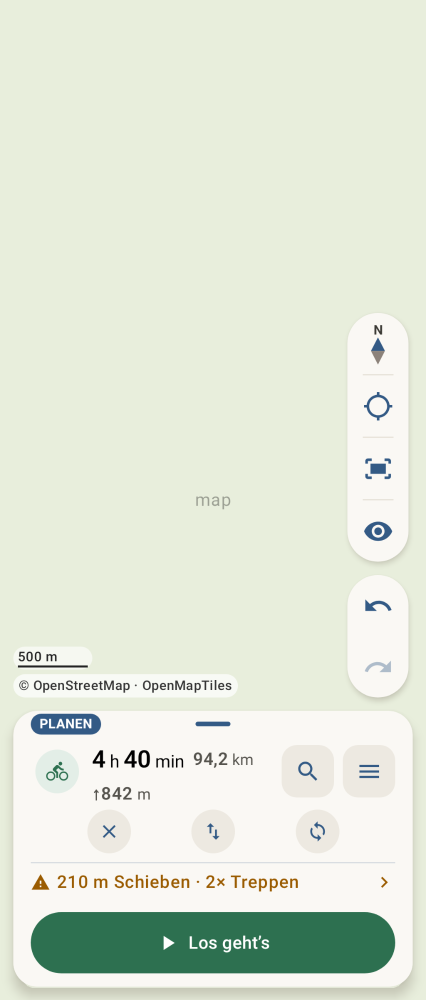 N
map
500 m
© OpenStreetMap · OpenMapTiles
PLANEN
4 h 40 min 94,2 km
↑842 m
210 m Schieben · 2× Treppen
Los geht’s